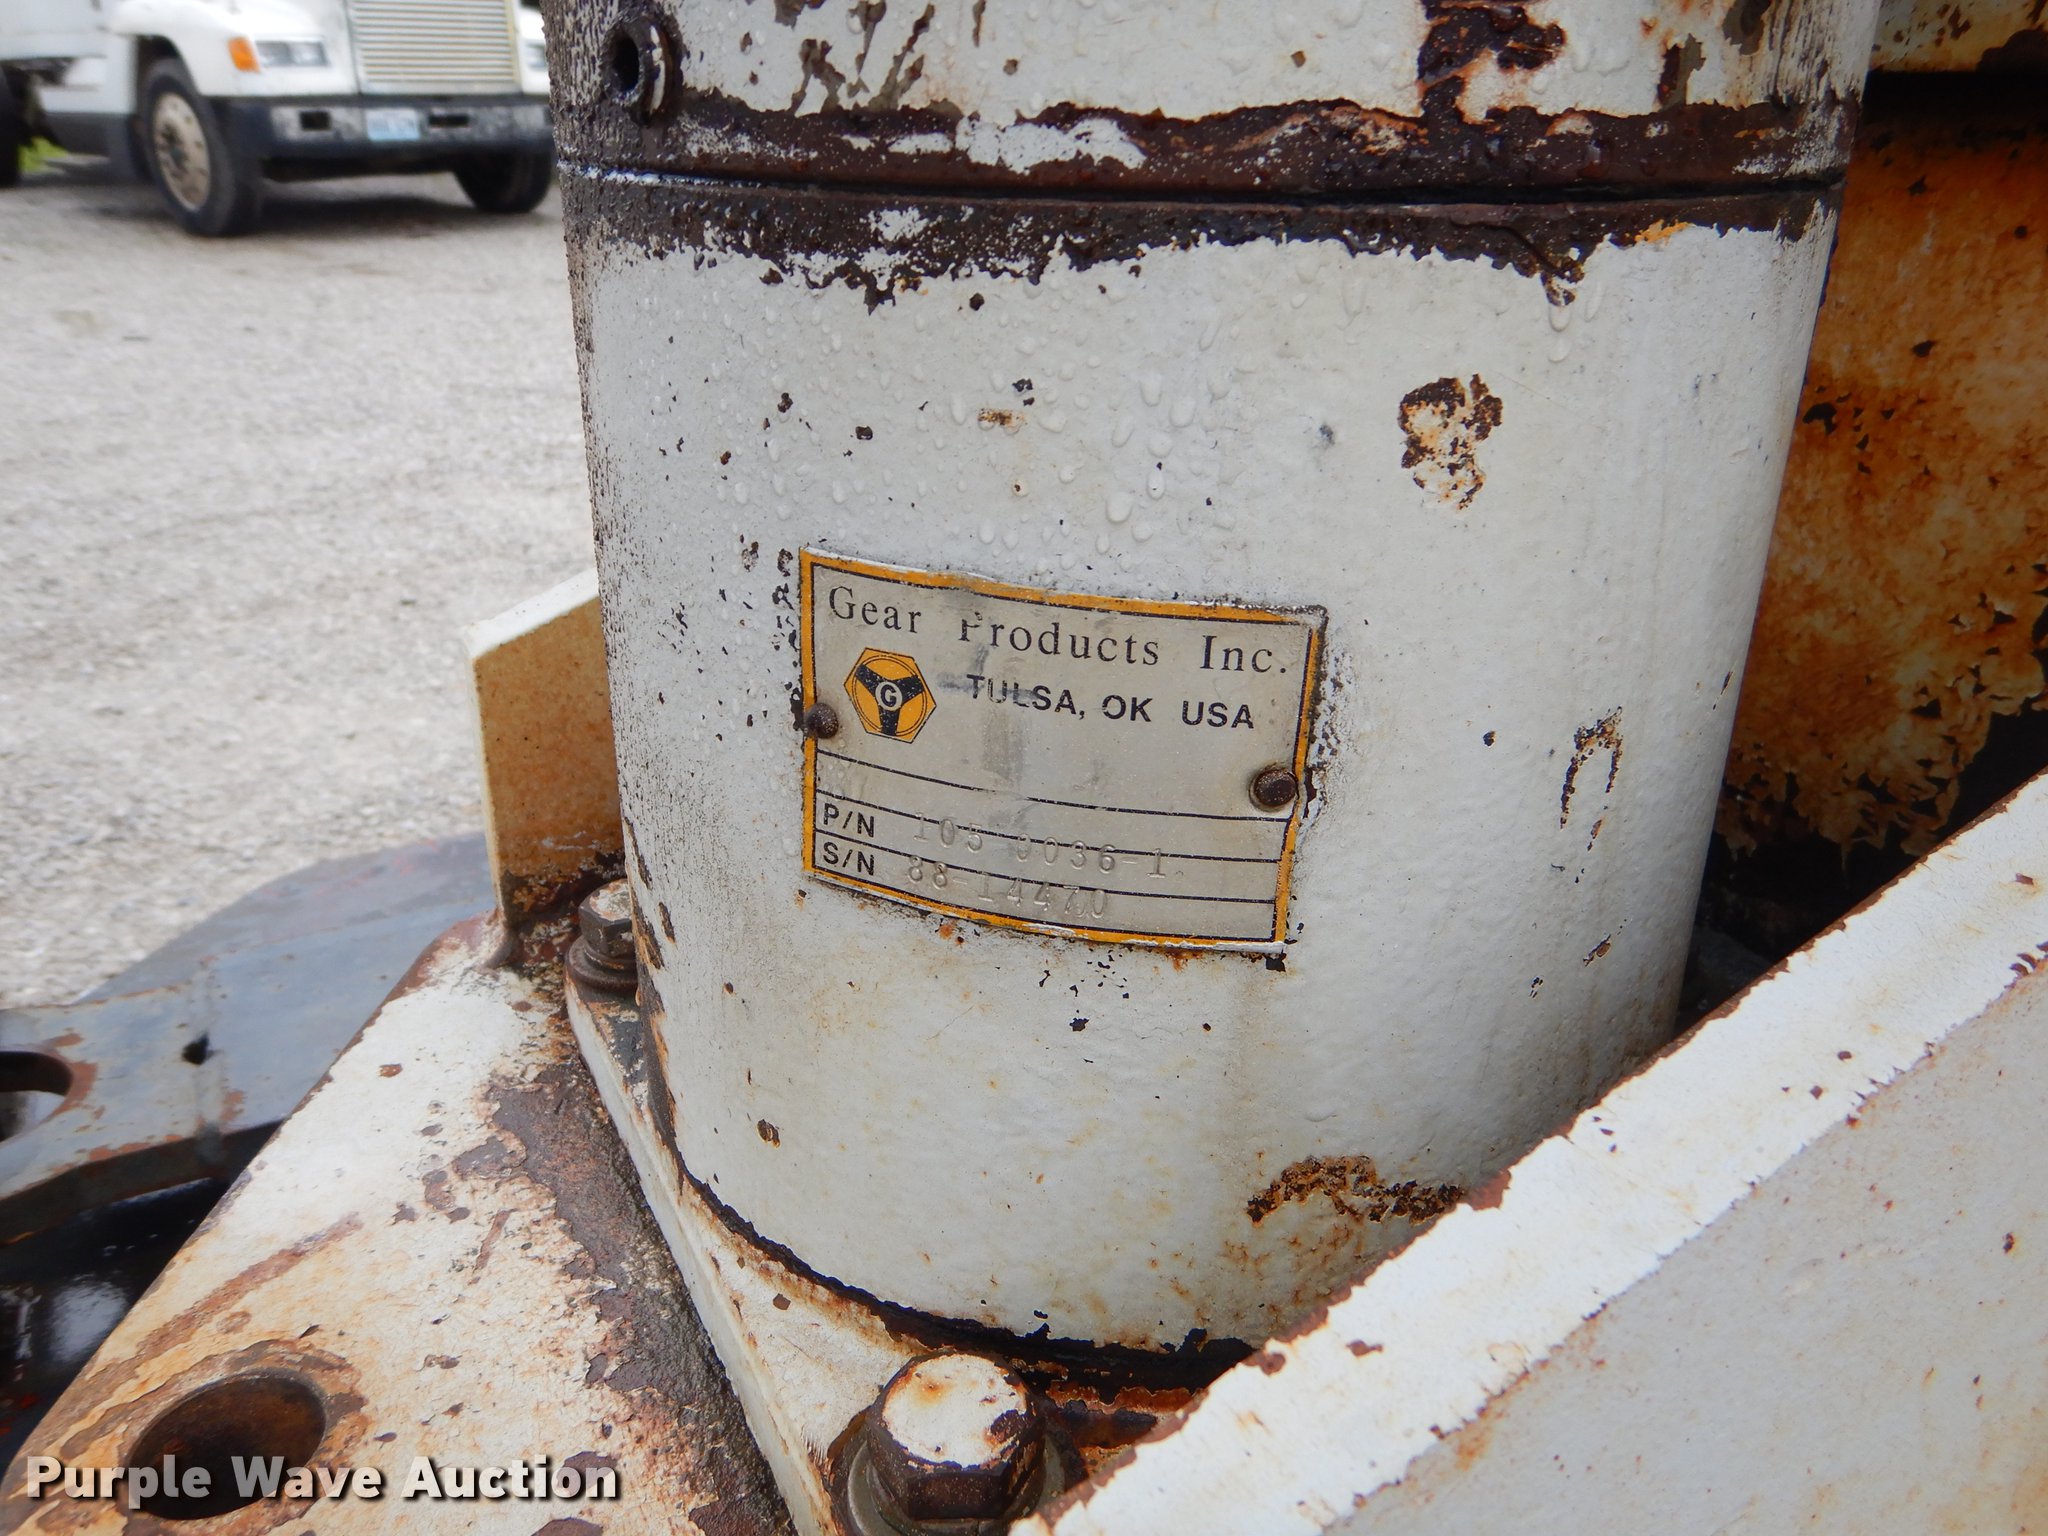 Gear Products Inc.
G
TULSA, OK USA
P/N 105 0036-1
S/N 88-14470
Purple Wave Auction